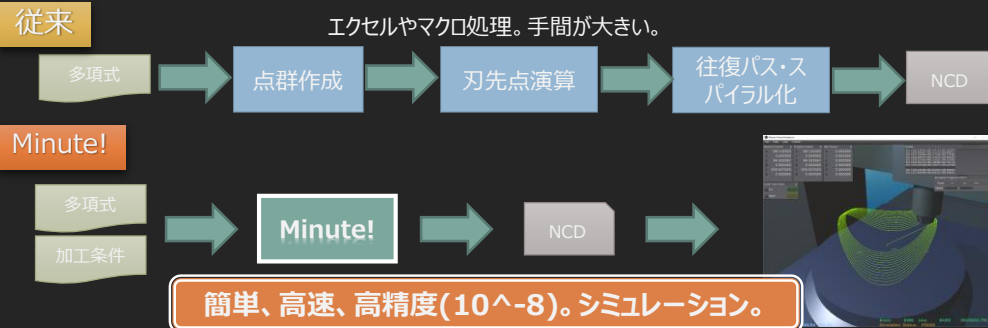 従来
エクセルやマクロ処理。手間が大きい。
多項式
点群作成
刃先点演算
往復パス・ス
パイラル化
NCD
Minute!
多項式
加工条件
Minute!
NCD
簡単、高速、高精度(10^-8)。シミュレーション。